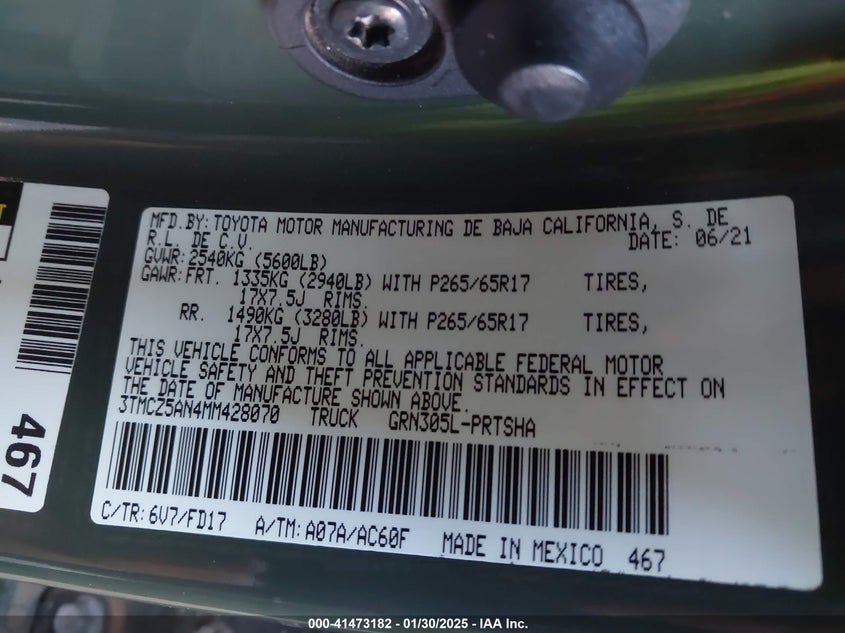 MFD.BY: TOYOTA MOTOR MANUFACTURING DE BAJA CALIFORNIA, S. DE
R.L. DE C.V. DATE: 06/21
GVWR: 2540KG (5600LB)
GAWR: FRT. 1335KG (2940LB) WITH P265/65R17 TIRES,
17X7.5J RIMS.
RR. 1490KG (3280LB) WITH P265/65R17 TIRES,
17X7.5J RIMS.
THIS VEHICLE CONFORMS TO ALL APPLICABLE FEDERAL MOTOR
VEHICLE SAFETY AND THEFT PREVENTION STANDARDS IN EFFECT ON
THE DATE OF MANUFACTURE SHOWN ABOVE.
3TMCZ5AN4MM428070 TRUCK GRN305L-PRTSHA
C/TR: 6V7/FD17 A/TM: A07A/AC60F MADE IN MEXICO 467
467
000-41473182 - 01/30/2025 - IAA Inc.